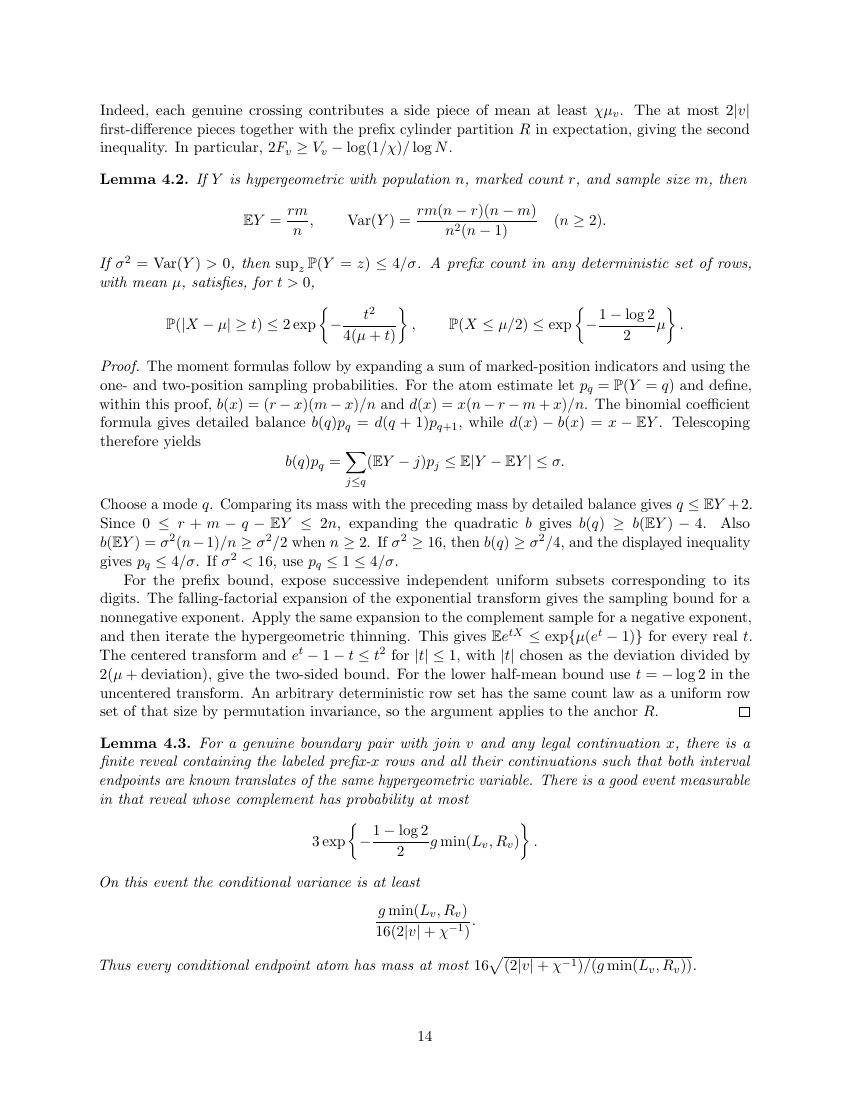 Indeed, each genuine crossing contributes a side piece of mean at least χμ_v. The at most 2|v|
first-difference pieces together with the prefix cylinder partition R in expectation, giving the second
inequality. In particular, 2F_v ≥ V_v − log(1/χ)/ log N.
Lemma 4.2. If Y is hypergeometric with population n, marked count r, and sample size m, then
𝔼Y = rm/n, Var(Y) = rm(n − r)(n − m)/n²(n − 1) (n ≥ 2).
If σ² = Var(Y) > 0, then sup_z ℙ(Y = z) ≤ 4/σ. A prefix count in any deterministic set of rows,
with mean μ, satisfies, for t > 0,
ℙ(|X − μ| ≥ t) ≤ 2 exp{−t²/4(μ + t)}, ℙ(X ≤ μ/2) ≤ exp{−(1 − log 2)/2 μ}.
Proof. The moment formulas follow by expanding a sum of marked-position indicators and using the
one- and two-position sampling probabilities. For the atom estimate let p_q = ℙ(Y = q) and define,
within this proof, b(x) = (r − x)(m − x)/n and d(x) = x(n − r − m + x)/n. The binomial coefficient
formula gives detailed balance b(q)p_q = d(q + 1)p_{q+1}, while d(x) − b(x) = x − 𝔼Y. Telescoping
therefore yields
b(q)p_q = ∑_{j≤q} (𝔼Y − j)p_j ≤ 𝔼|Y − 𝔼Y| ≤ σ.
Choose a mode q. Comparing its mass with the preceding mass by detailed balance gives q ≤ 𝔼Y + 2.
Since 0 ≤ r + m − q − 𝔼Y ≤ 2n, expanding the quadratic b gives b(q) ≥ b(𝔼Y) − 4. Also
b(𝔼Y) = σ²(n−1)/n ≥ σ²/2 when n ≥ 2. If σ² ≥ 16, then b(q) ≥ σ²/4, and the displayed inequality
gives p_q ≤ 4/σ. If σ² < 16, use p_q ≤ 1 ≤ 4/σ.
For the prefix bound, expose successive independent uniform subsets corresponding to its
digits. The falling-factorial expansion of the exponential transform gives the sampling bound for a
nonnegative exponent. Apply the same expansion to the complement sample for a negative exponent,
and then iterate the hypergeometric thinning. This gives 𝔼e^{tX} ≤ exp{μ(e^t − 1)} for every real t.
The centered transform and e^t − 1 − t ≤ t² for |t| ≤ 1, with |t| chosen as the deviation divided by
2(μ + deviation), give the two-sided bound. For the lower half-mean bound use t = − log 2 in the
uncentered transform. An arbitrary deterministic row set has the same count law as a uniform row
set of that size by permutation invariance, so the argument applies to the anchor R. □
Lemma 4.3. For a genuine boundary pair with join v and any legal continuation x, there is a
finite reveal containing the labeled prefix-x rows and all their continuations such that both interval
endpoints are known translates of the same hypergeometric variable. There is a good event measurable
in that reveal whose complement has probability at most
3 exp{−(1 − log 2)/2 g min(L_v, R_v)}.
On this event the conditional variance is at least
g min(L_v, R_v)/16(2|v| + χ⁻¹).
Thus every conditional endpoint atom has mass at most 16√(2|v| + χ⁻¹)/(g min(L_v, R_v)).
14